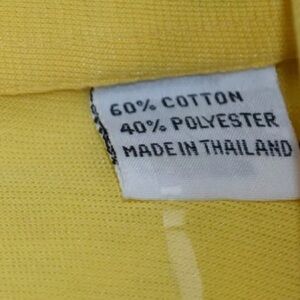 60% COTTON
40% POLYESTER
MADE IN THAILAND